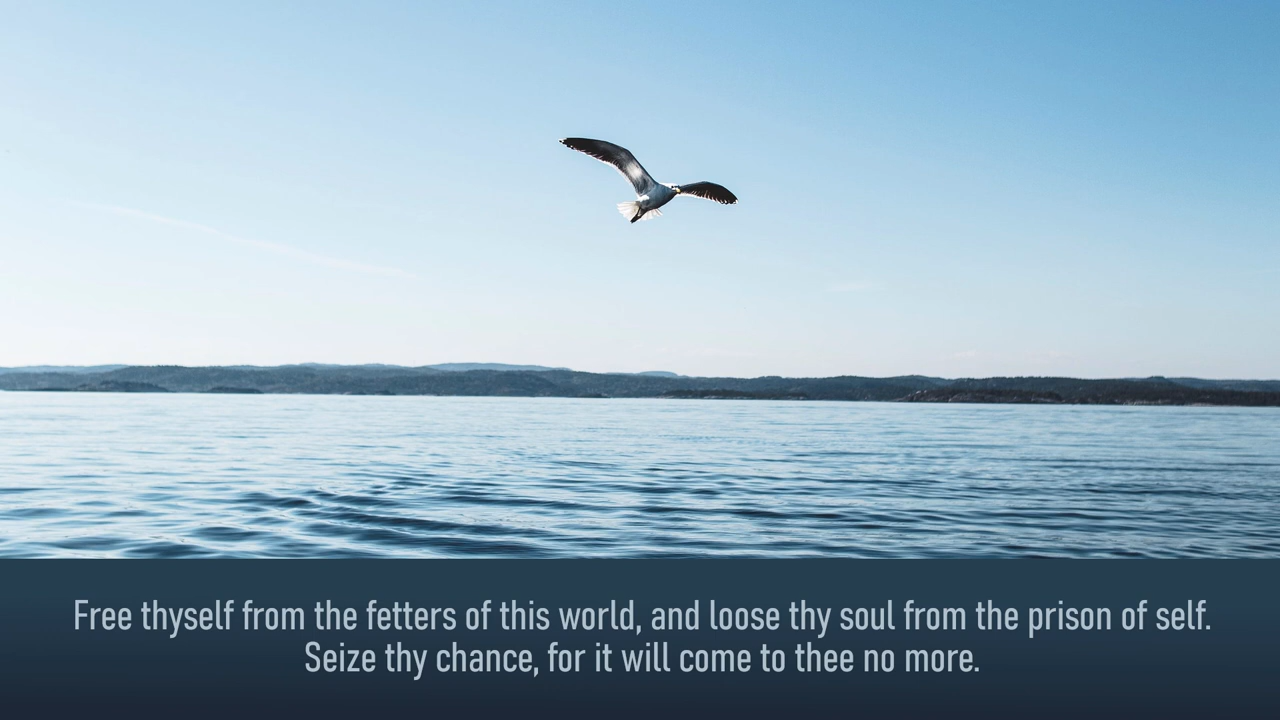 Free thyself from the fetters of this world, and loose thy soul from the prison of self.
Seize thy chance, for it will come to thee no more.